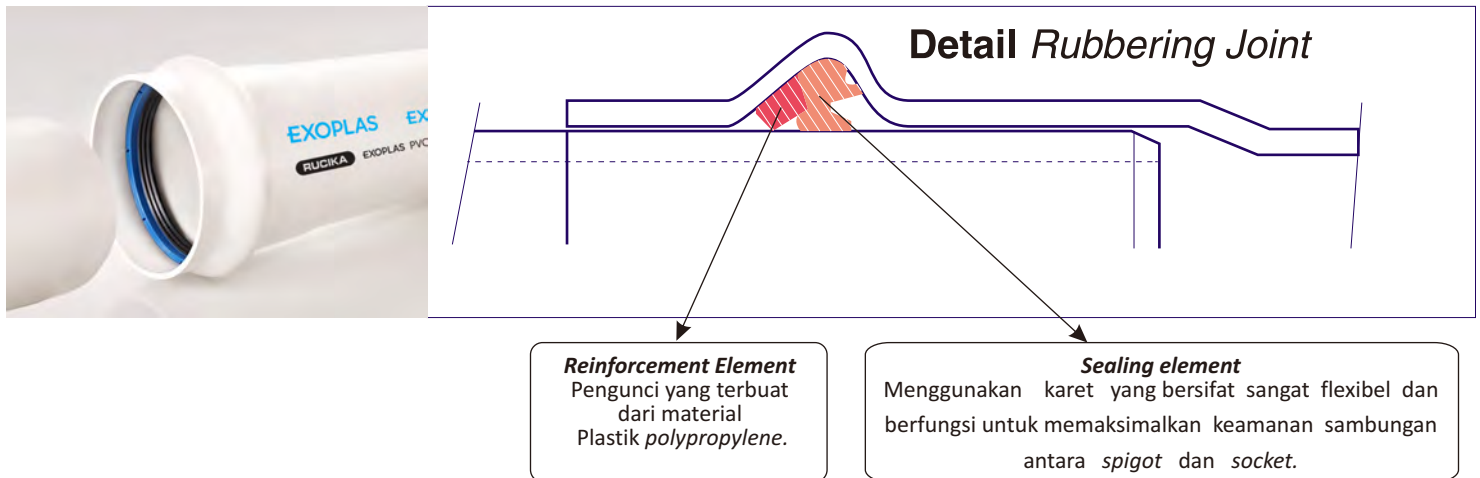 EXOPLAS EX
RUCIKA EXOPLAS PVC
Detail Rubbering Joint
Reinforcement Element
Pengunci yang terbuat
dari material
Plastik polypropylene.
Sealing element
Menggunakan karet yang bersifat sangat flexibel dan
berfungsi untuk memaksimalkan keamanan sambungan
antara spigot dan socket.